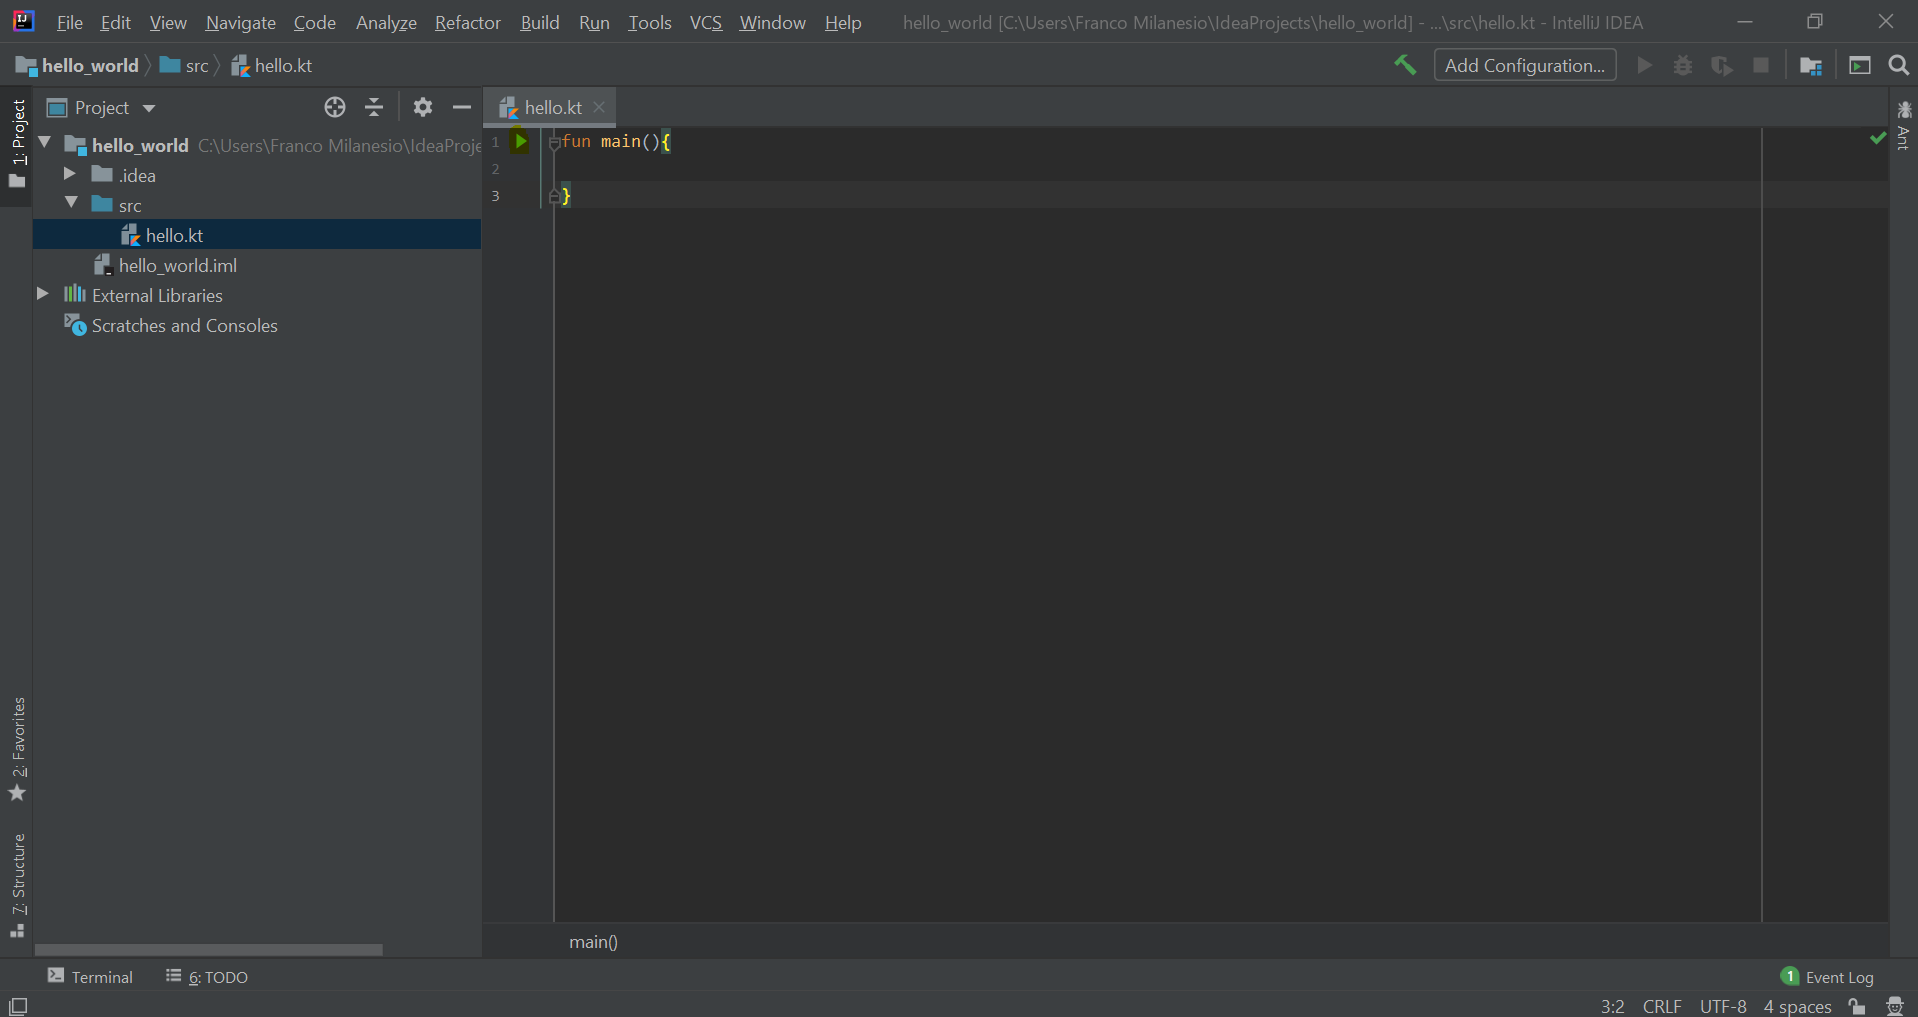 File Edit View Navigate Code Analyze Refactor Build Run Tools VCS Window Help hello_world [C:\Users\Franco Milanesio\IdeaProjects\hello_world] - ...\src\hello.kt - IntelliJ IDEA
hello_world src hello.kt Add Configuration...
1: Project
Project
hello.kt
hello_world C:\Users\Franco Milanesio\IdeaProje
.idea
src
hello.kt
hello_world.iml
External Libraries
Scratches and Consoles
1 fun main(){
2
3 }
Ant
2: Favorites
7: Structure
main()
Terminal 6: TODO 1 Event Log
3:2 CRLF UTF-8 4 spaces